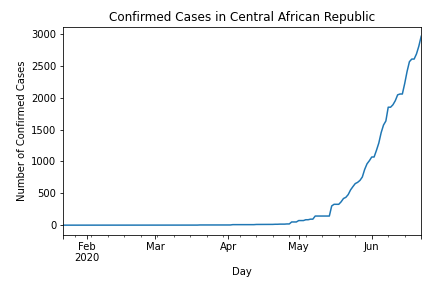 Confirmed Cases in Central African Republic
3000
2500
2000
1500
1000
500
0
Number of Confirmed Cases
Feb
2020
Mar
Apr
May
Jun
Day